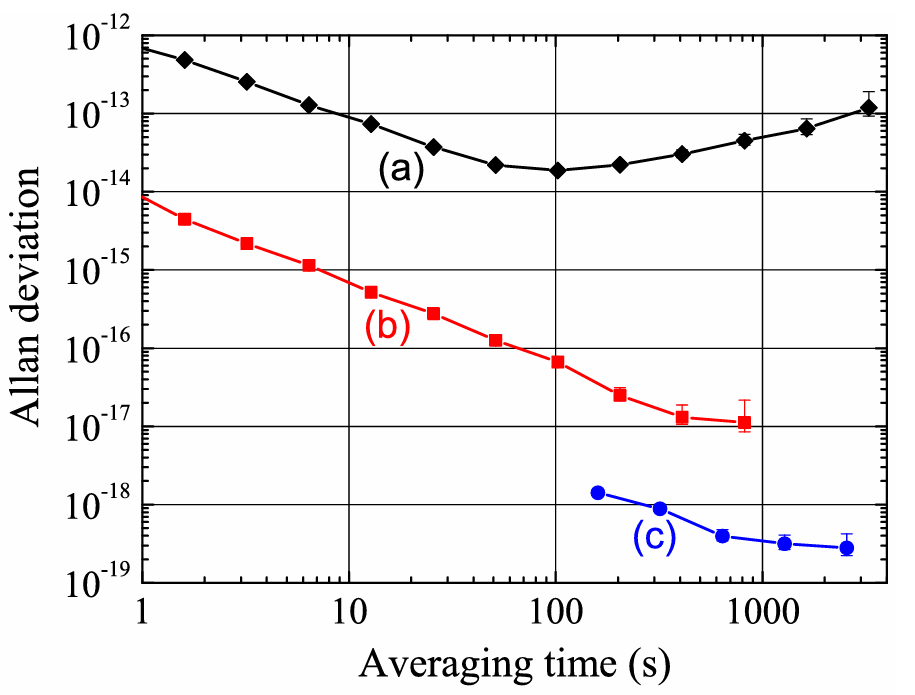 10⁻¹²
10⁻¹³
10⁻¹⁴
10⁻¹⁵
10⁻¹⁶
10⁻¹⁷
10⁻¹⁸
10⁻¹⁹
Allan deviation
(a)
(b)
(c)
1 10 100 1000
Averaging time (s)